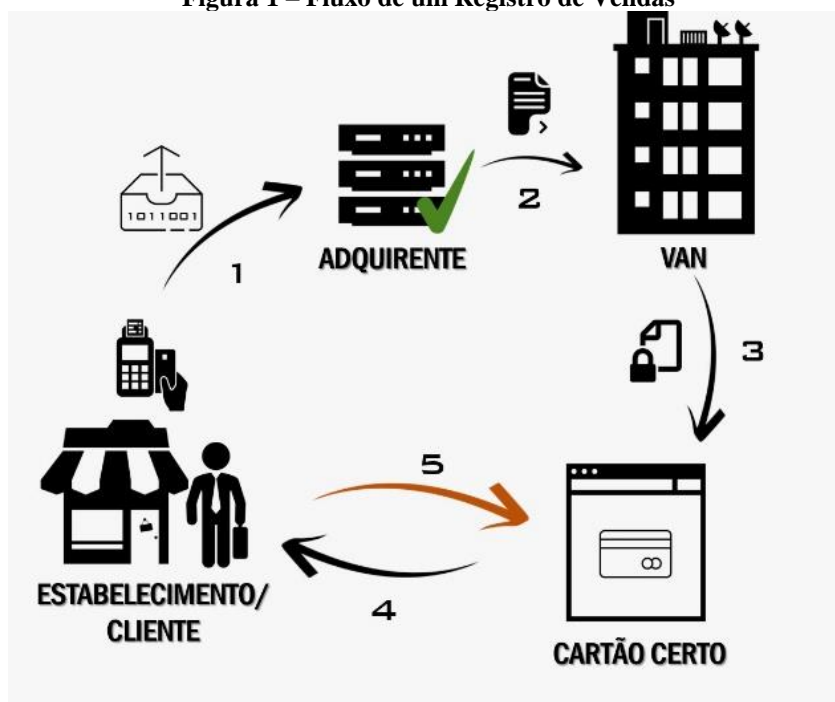 Figura 1 – Fluxo de um Registro de Vendas
1011001
1
ADQUIRENTE
2
VAN
3
5
4
ESTABELECIMENTO/
CLIENTE
CARTÃO CERTO